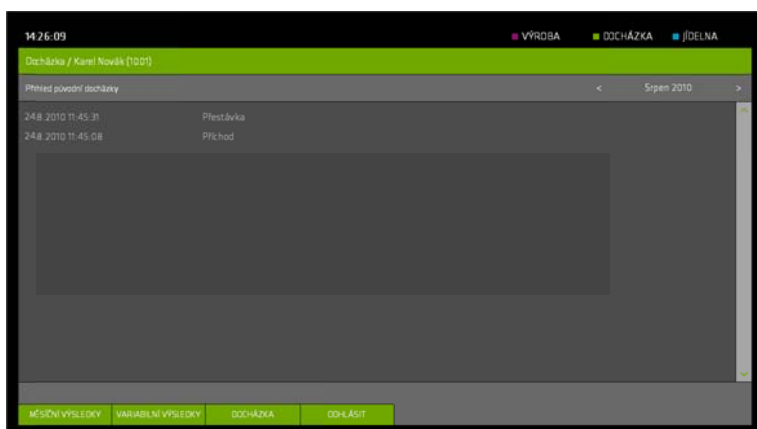 14:26:09 VÝROBA DOCHÁZKA JÍDELNA
Docházka / Karel Novák (1001)
Přehled původní docházky < Srpen 2010 >
24.8.2010 11:45:31 Přestávka
24.8.2010 11:45:08 Příchod
MĚSÍČNÍ VÝSLEDKY VARIABILNÍ VÝSLEDKY DOCHÁZKA ODHLÁSIT